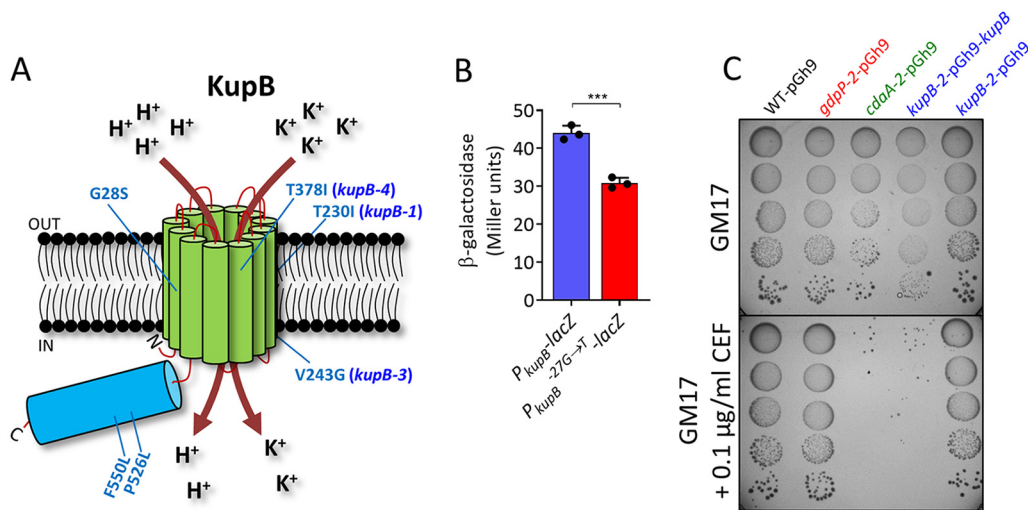 A
KupB
H⁺
H⁺
H⁺
H⁺
K⁺
K⁺
K⁺
K⁺
G28S
T378I (kupB-4)
T230I (kupB-1)
OUT
IN
N
V243G (kupB-3)
C
F550L
P526L
H⁺
H⁺
K⁺
K⁺
B
***
β-galactosidase
(Miller units)
50
40
30
20
10
0
PkupB-lacZ
PkupB-27G→T-lacZ
C
WT-pGh9
gdpP-2-pGh9
cdaA-2-pGh9
kupB-2-pGh9-kupB
kupB-2-pGh9
GM17
GM17
+ 0.1 µg/ml CEF